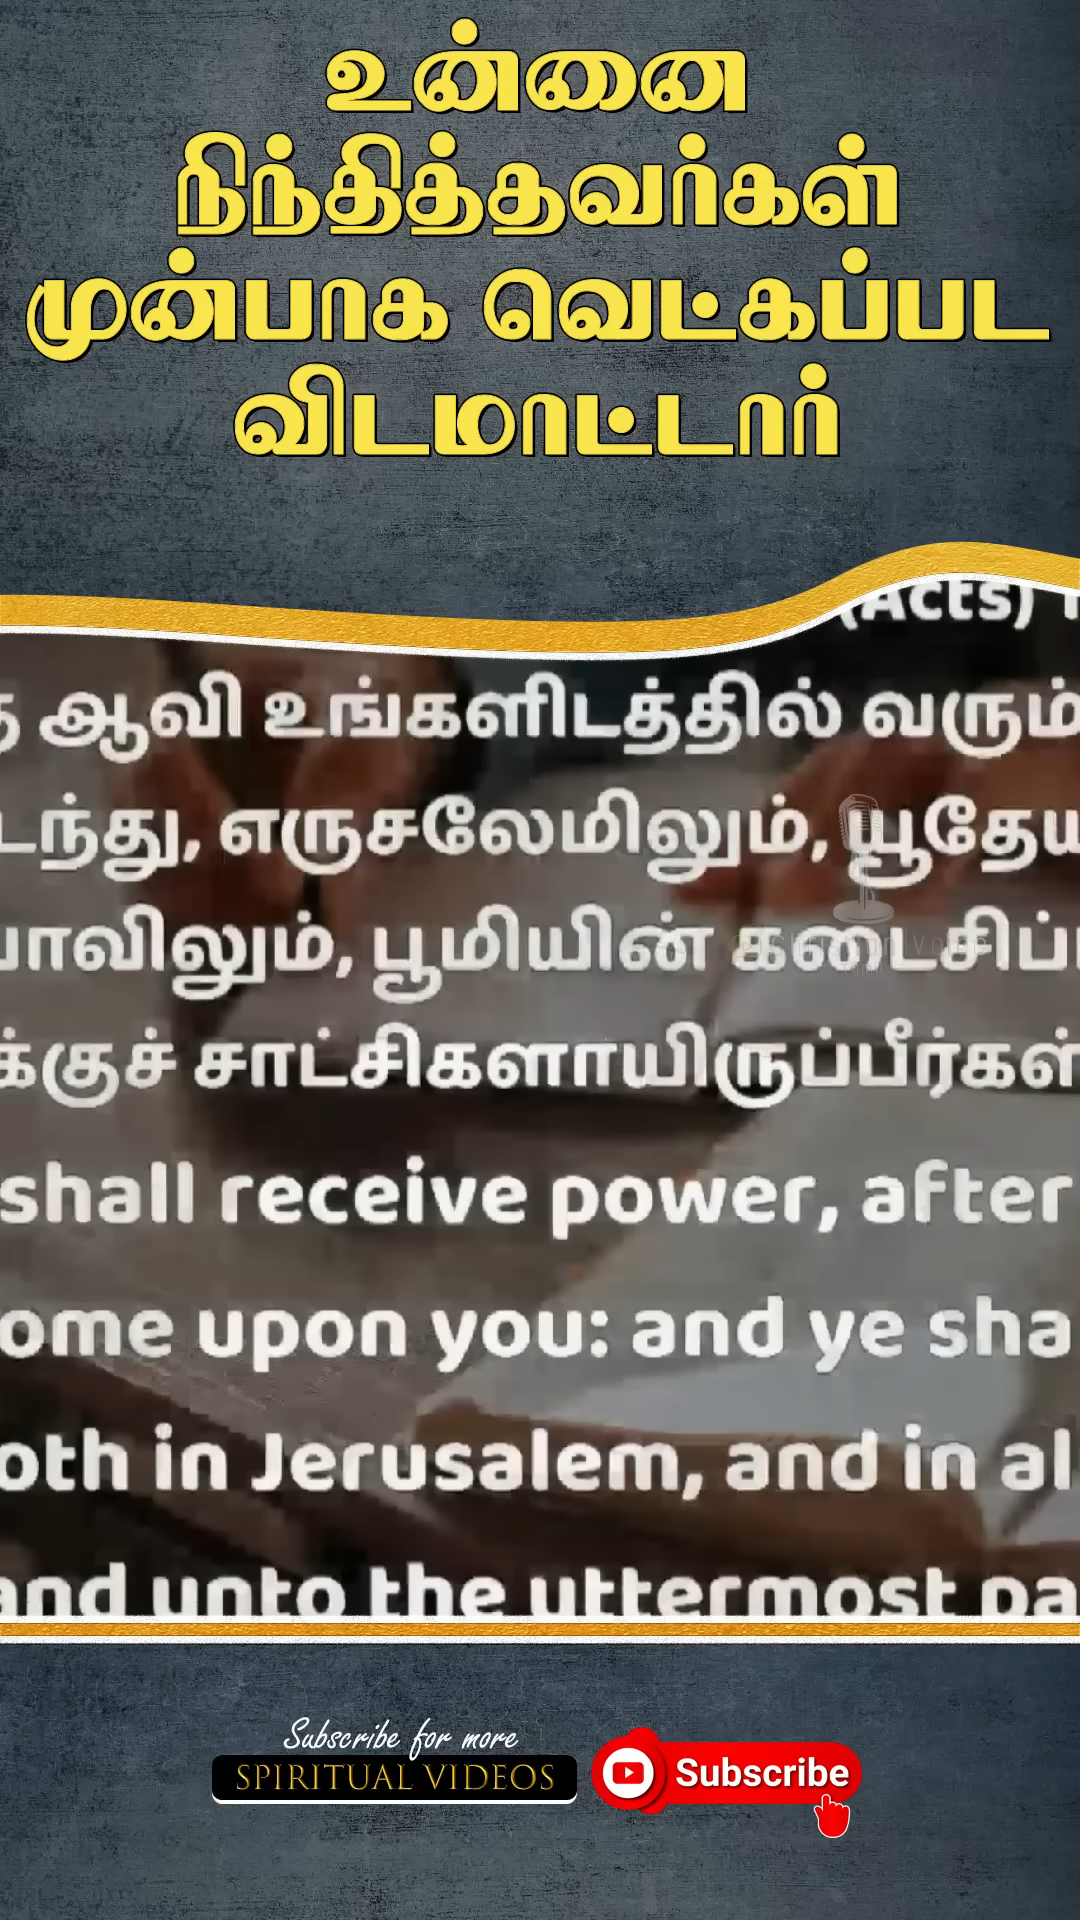 உன்னை
நிந்தித்தவர்கள்
முன்பாக வெட்கப்பட
விடமாட்டார்
(Acts)
ஆவி உங்களிடத்தில் வரும்
டந்து, எருசலேமிலும், யூதேய
யாவிலும், பூமியின் கடைசிப்
க்குச் சாட்சிகளாயிருப்பீர்கள்
shall receive power, after
ome upon you: and ye sha
oth in Jerusalem, and in al
and unto the uttermost pa
Subscribe for more
SPIRITUAL VIDEOS
Subscribe